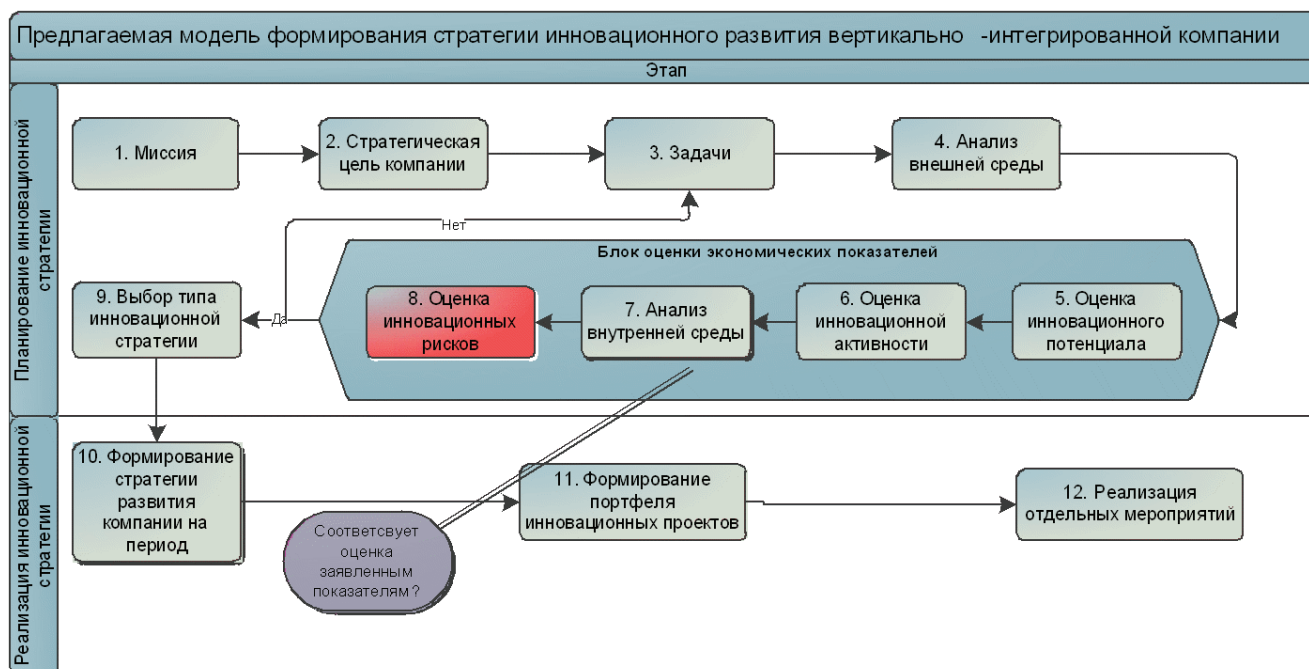 Предлагаемая модель формирования стратегии инновационного развития вертикально -интегрированной компании
Этап
Планирование инновационной
стратегии
1. Миссия
2. Стратегическая
цель компании
3. Задачи
4. Анализ
внешней среды
Нет
Блок оценки экономических показателей
9. Выбор типа
инновационной
стратегии
Да
8. Оценка
инновационных
рисков
7. Анализ
внутренней среды
6. Оценка
инновационной
активности
5. Оценка
инновационного
потенциала
Реализация инновационной
стратегии
10. Формирование
стратегии
развития
компании на
период
11. Формирование
портфеля
инновационных проектов
12. Реализация
отдельных мероприятий
Соответсвует
оценка
заявленным
показателям?